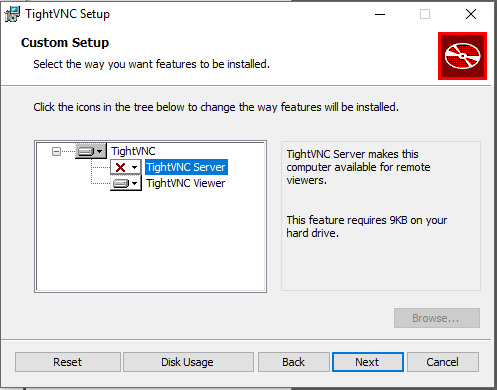 TightVNC Setup
Custom Setup
Select the way you want features to be installed.
Click the icons in the tree below to change the way features will be installed.
TightVNC
TightVNC Server
TightVNC Viewer
TightVNC Server makes this
computer available for remote
viewers.
This feature requires 9KB on your
hard drive.
Browse...
Reset
Disk Usage
Back
Next
Cancel